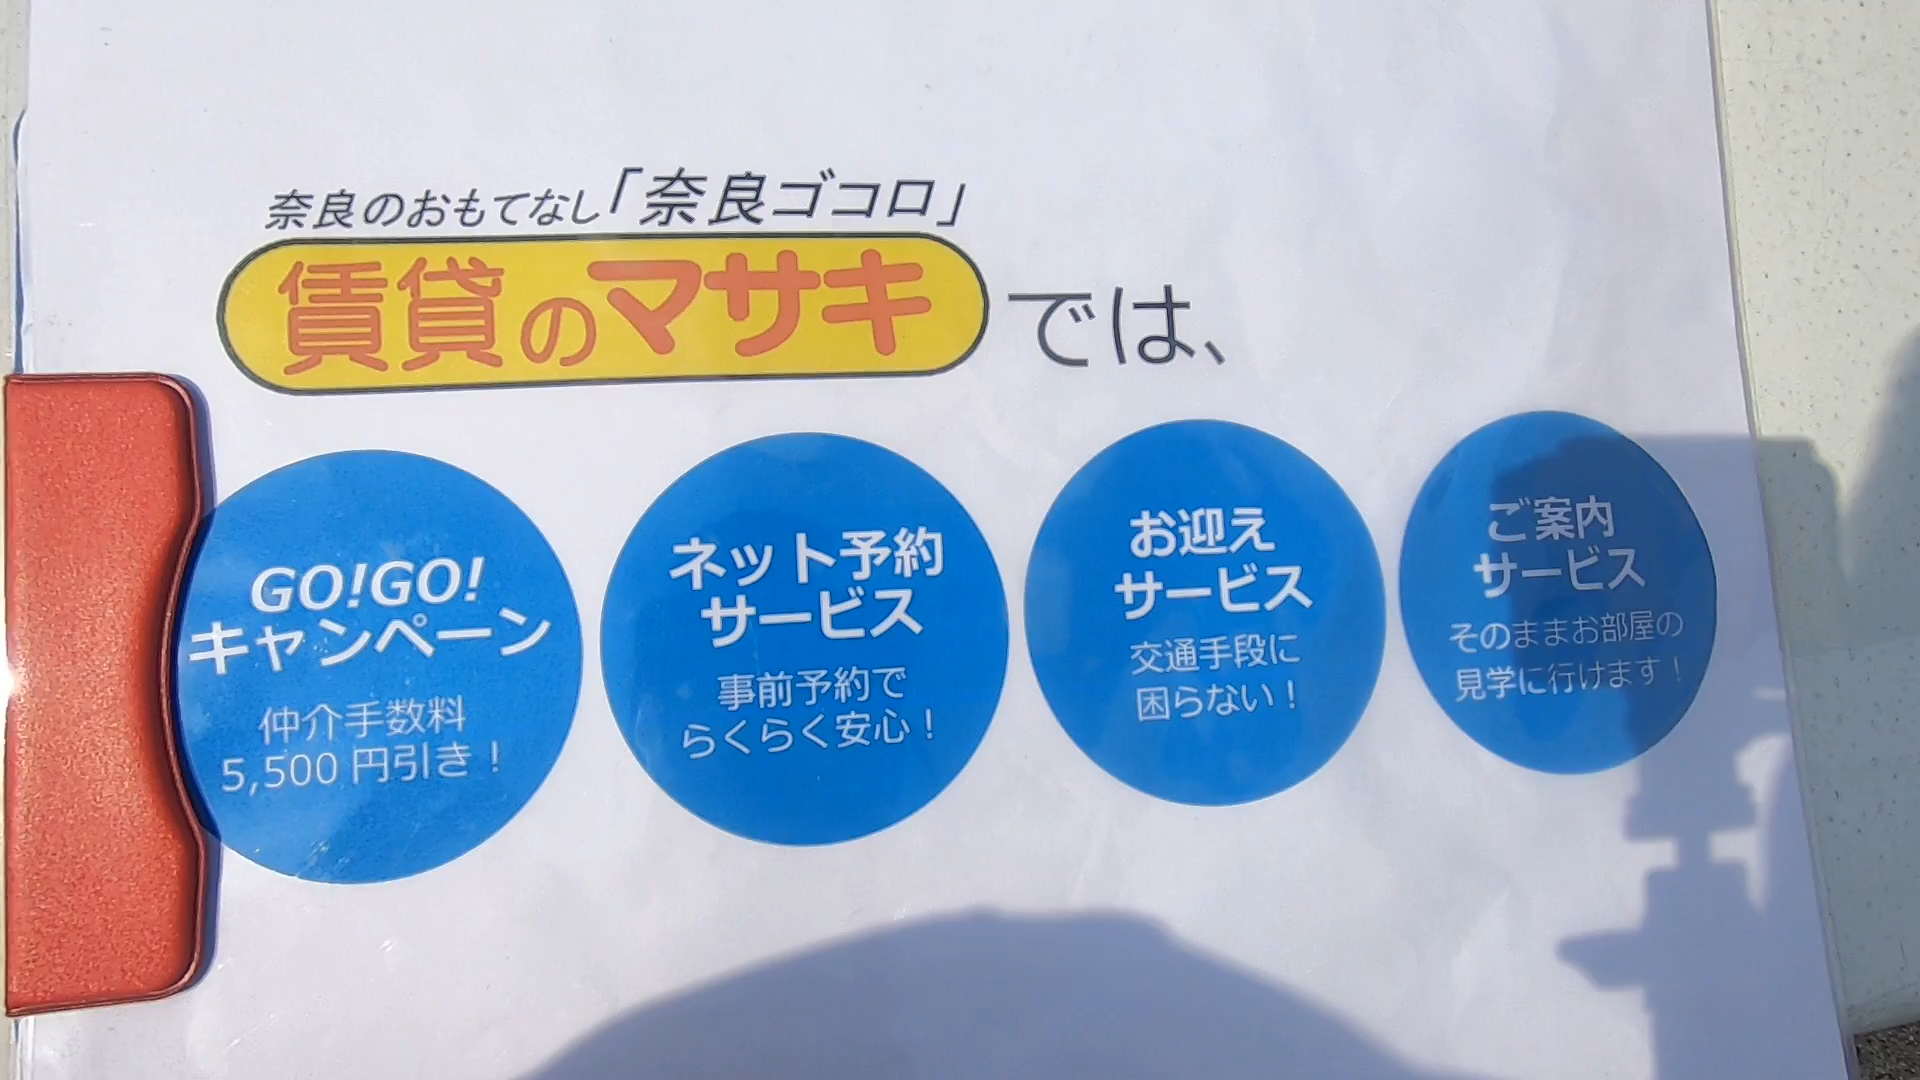 奈良のおもてなし「奈良ゴコロ」
賃貸のマサキ では、
GO!GO!
キャンペーン
仲介手数料
5,500 円引き！
ネット予約
サービス
事前予約で
らくらく安心！
お迎え
サービス
交通手段に
困らない！
ご案内
サービス
そのままお部屋の
見学に行けます！